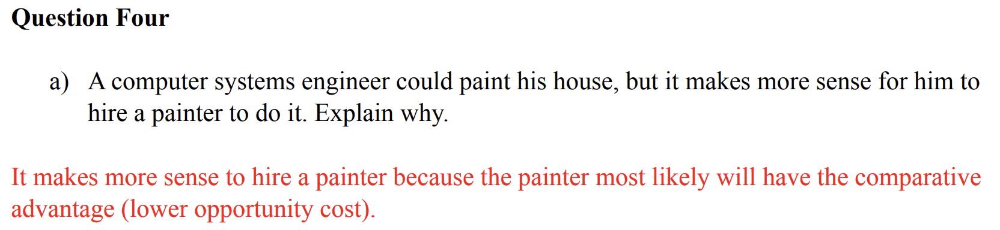 Question Four
a) A computer systems engineer could paint his house, but it makes more sense for him to
hire a painter to do it. Explain why.
It makes more sense to hire a painter because the painter most likely will have the comparative
advantage (lower opportunity cost).